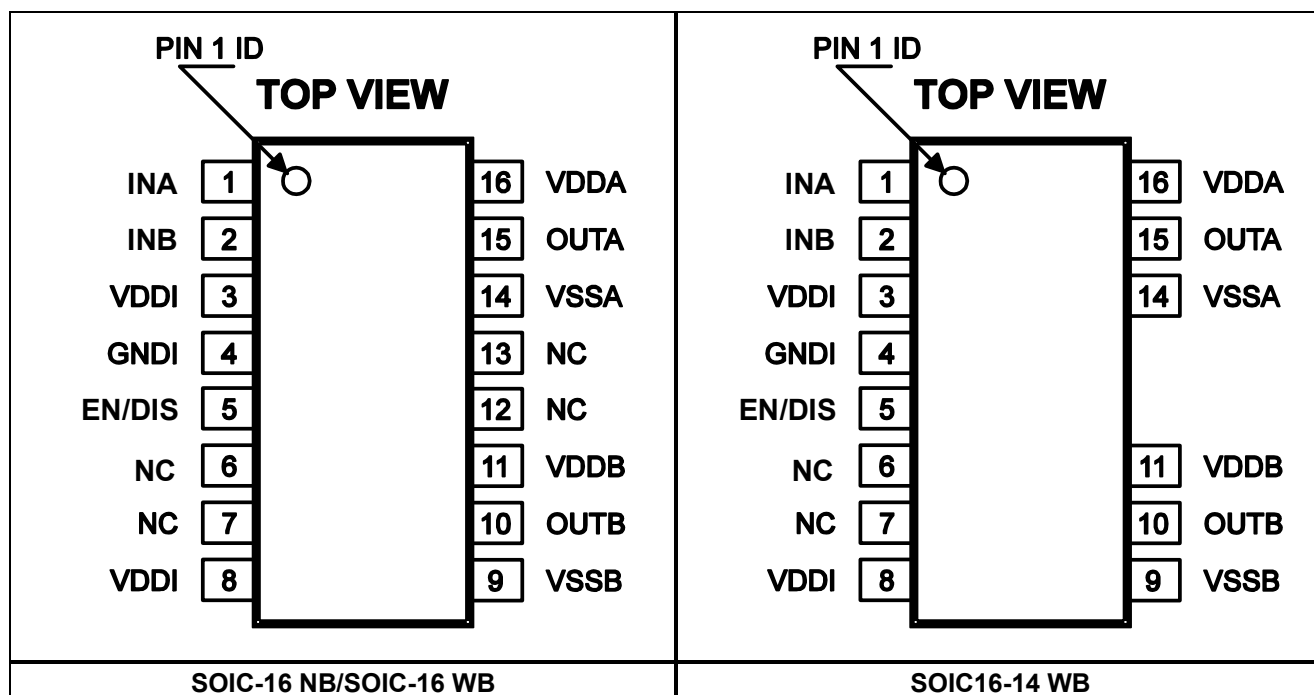 PIN 1 ID
TOP VIEW
INA 1 16 VDDA
INB 2 15 OUTA
VDDI 3 14 VSSA
GNDI 4 13 NC
EN/DIS 5 12 NC
NC 6 11 VDDB
NC 7 10 OUTB
VDDI 8 9 VSSB
SOIC-16 NB/SOIC-16 WB
PIN 1 ID
TOP VIEW
INA 1 16 VDDA
INB 2 15 OUTA
VDDI 3 14 VSSA
GNDI 4
EN/DIS 5
NC 6 11 VDDB
NC 7 10 OUTB
VDDI 8 9 VSSB
SOIC16-14 WB